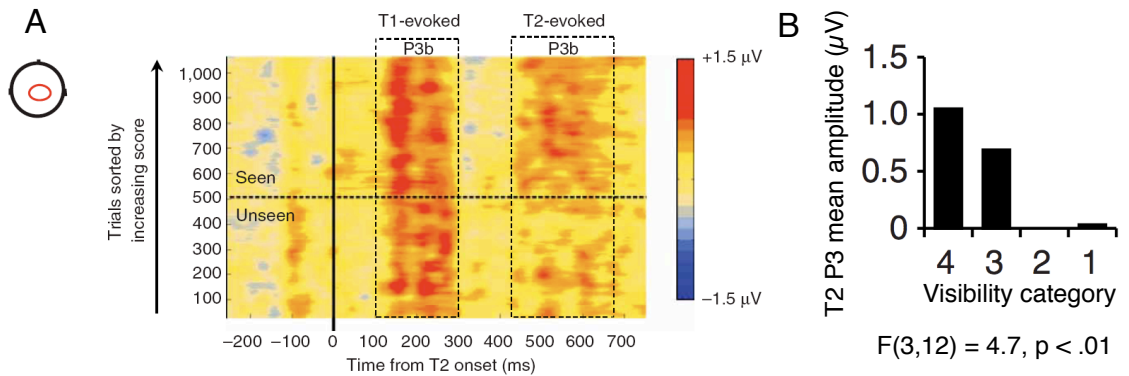 A
T1-evoked
T2-evoked
P3b
P3b
Trials sorted by
increasing score
1,000
900
800
700
600
500
400
300
200
100
Seen
Unseen
−200
−100
0
100
200
300
400
500
600
700
Time from T2 onset (ms)
+1.5 μV
−1.5 μV
B
T2 P3 mean amplitude (μV)
1.5
1.0
0.5
0
4
3
2
1
Visibility category
F(3,12) = 4.7, p < .01